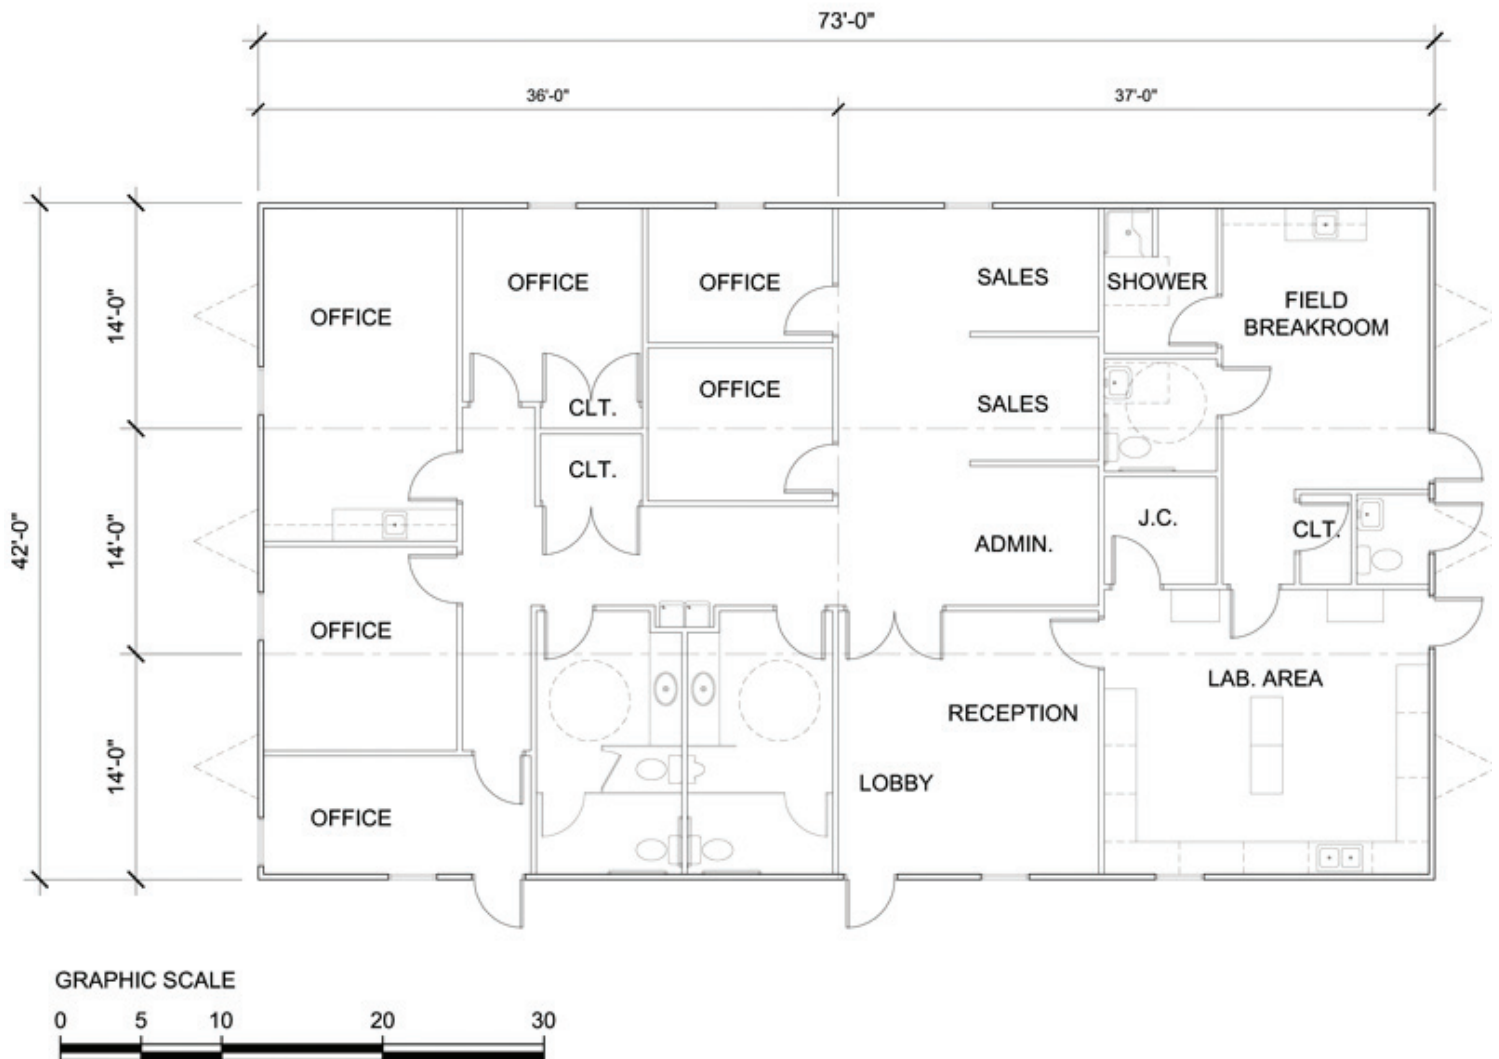 73'-0"
36'-0"
37'-0"
14'-0"
14'-0"
14'-0"
42'-0"
OFFICE
OFFICE
OFFICE
SALES
SHOWER
FIELD
BREAKROOM
OFFICE
CLT.
SALES
CLT.
J.C.
CLT.
ADMIN.
OFFICE
LAB. AREA
RECEPTION
LOBBY
OFFICE
GRAPHIC SCALE
0 5 10 20 30